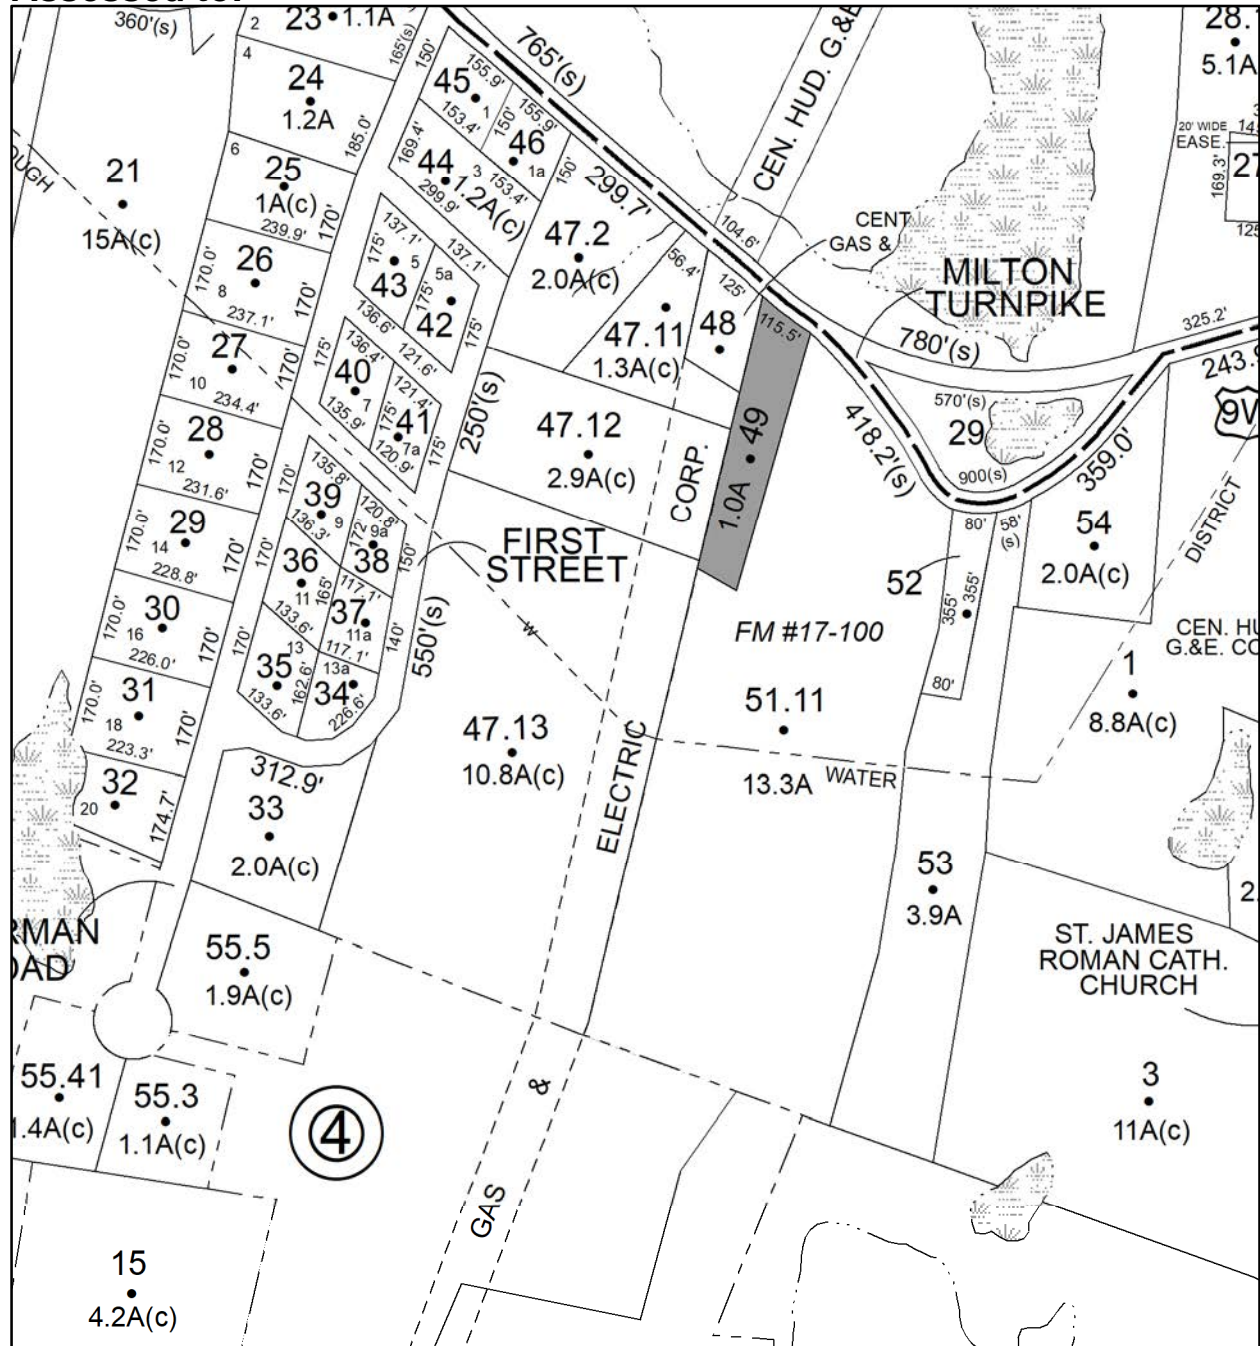 360'(s)
2
23
1.1A
4
24
1.2A
165'(s)
185.0'
6
25
1A(c)
239.9'
170'
21
15A(c)
OUGH
170.0'
26
8
237.1'
170'
170.0'
27
10
234.4'
170'
170.0'
28
12
231.6'
170'
170.0'
29
14
228.8'
170'
170.0'
30
16
226.0'
170'
170.0'
31
18
223.3'
170'
32
20
174.7'
765'(s)
150'
155.9'
45
1
153.4'
150'
155.9'
46
1a
153.4'
150'
169.4'
44
3
1.2A(c)
299.9'
137.1'
137.1'
175'
5
43
5a
175'
42
175'
136.6'
121.6'
175'
136.4'
40
7
135.9'
121.4'
175'
41
7a
120.9'
175'
250'(s)
170'
135.8'
39
9
136.3'
120.8'
172'
9a
38
150'
170'
36
11
133.6'
165'
117.1'
37
11a
117.1'
140'
170'
13
35
133.6'
162.6'
13a
34
226.6'
550'(s)
312.9'
33
2.0A(c)
FIRST
STREET
W
299.7'
47.2
2.0A(c)
56.4'
47.11
1.3A(c)
125'
48
104.6'
CEN. HUD. G.&E
CENT
GAS &
115.5'
49
1.0A
47.12
2.9A(c)
CORP.
ELECTRIC
&
GAS
47.13
10.8A(c)
MILTON
TURNPIKE
780'(s)
325.2'
243.
9W
570'(s)
29
900(s)
418.2'(s)
359.0'
80'
58'
(s)
54
2.0A(c)
DISTRICT
52
355'
355'
80'
FM #17-100
51.11
13.3A
WATER
CEN. HU
G.&E. CO
1
8.8A(c)
53
3.9A
2.
28.
5.1A
20' WIDE
EASE.
169.3'
27
125
ST. JAMES
ROMAN CATH.
CHURCH
3
11A(c)
RMAN
OAD
55.5
1.9A(c)
55.41
1.4A(c)
55.3
1.1A(c)
4
15
4.2A(c)